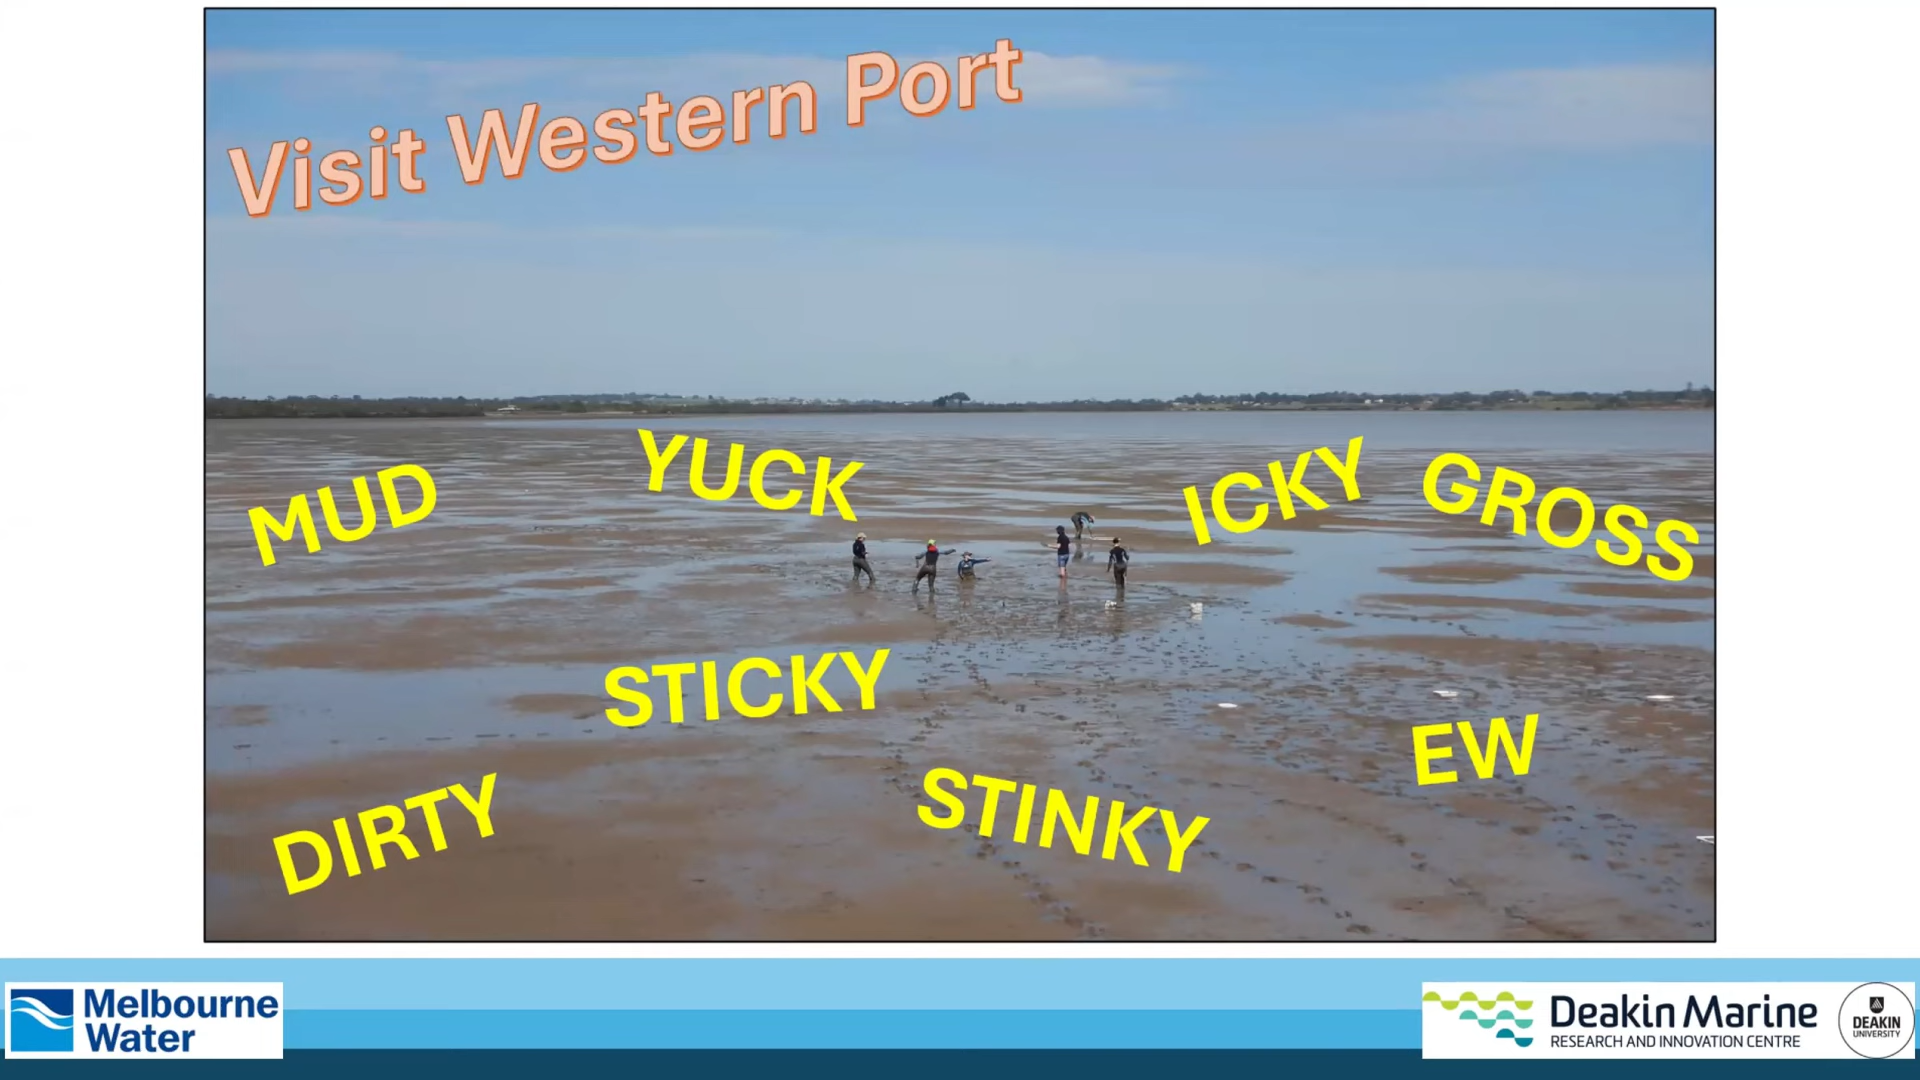 Visit Western Port
MUD
YUCK
ICKY
GROSS
STICKY
EW
DIRTY
STINKY
Melbourne
Water
Deakin Marine
RESEARCH AND INNOVATION CENTRE
DEAKIN
UNIVERSITY